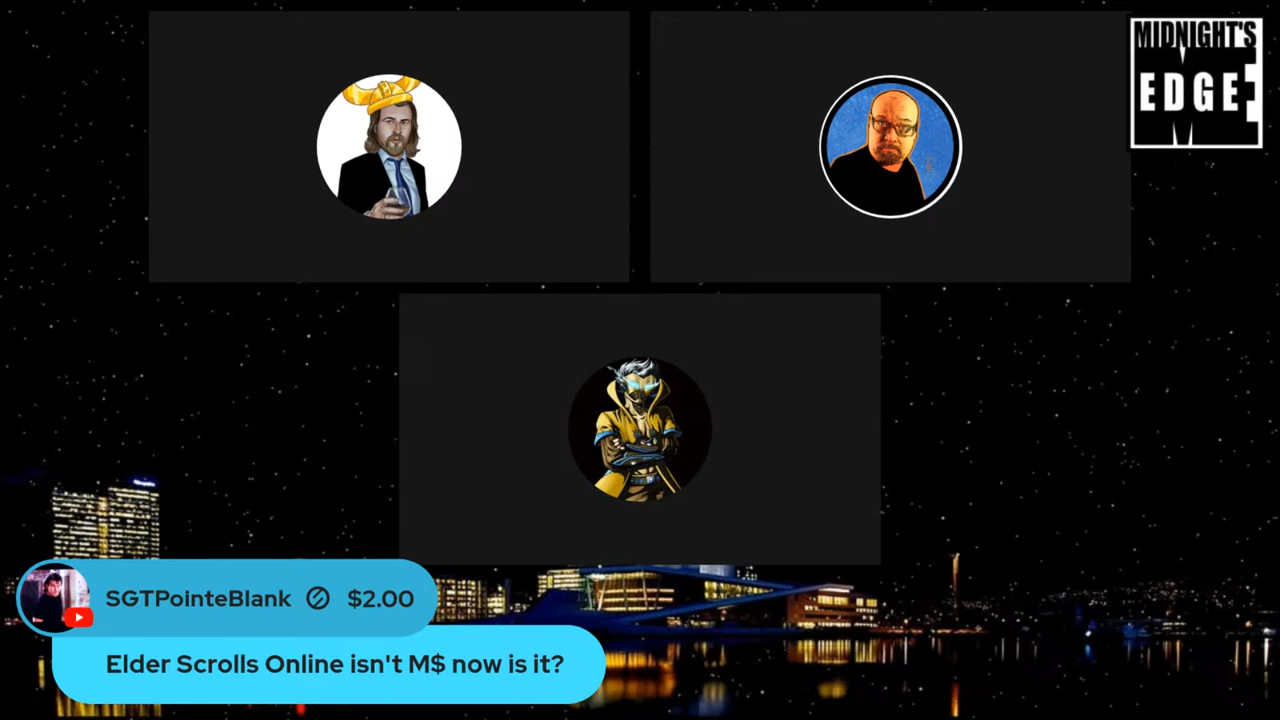 MIDNIGHT'S
EDGE
SGTPointeBlank $2.00
Elder Scrolls Online isn't M$ now is it?